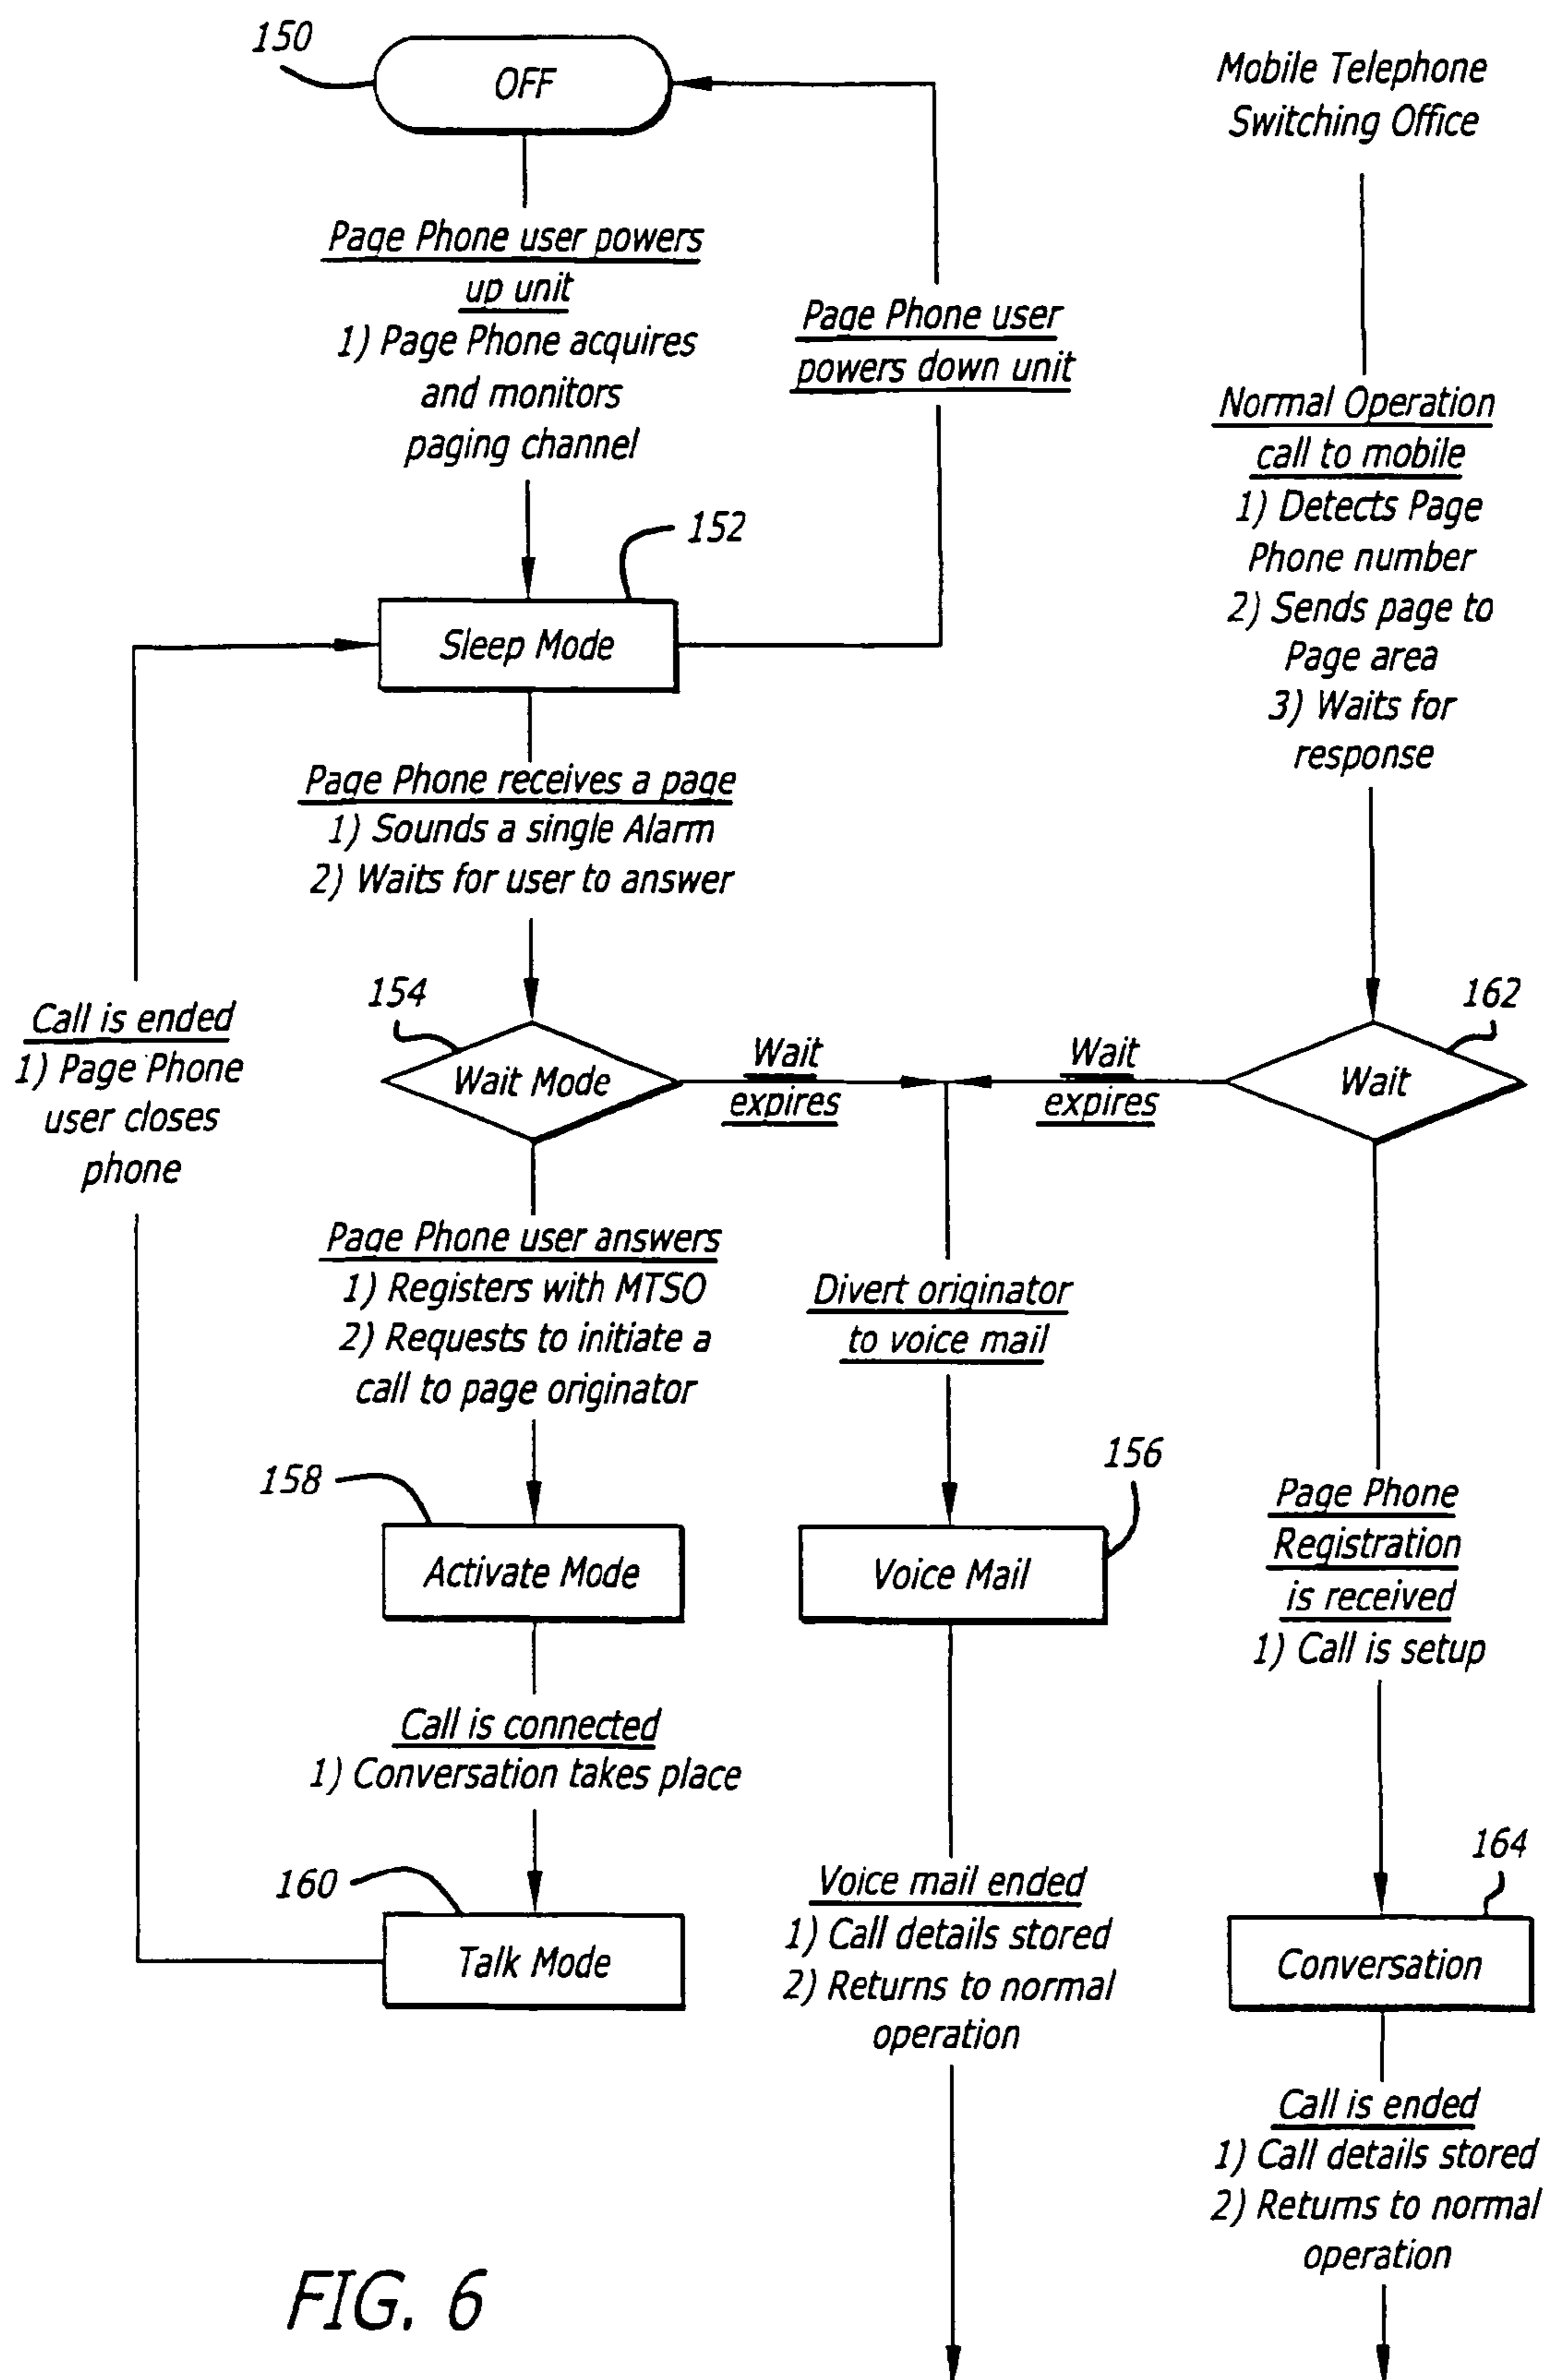 150
OFF
Page Phone user powers
up unit
1) Page Phone acquires
and monitors
paging channel
Page Phone user
powers down unit
152
Sleep Mode
Page Phone receives a page
1) Sounds a single Alarm
2) Waits for user to answer
154
Wait Mode
Wait
expires
Call is ended
1) Page Phone
user closes
phone
Page Phone user answers
1) Registers with MTSO
2) Requests to initiate a
call to page originator
158
Activate Mode
Call is connected
1) Conversation takes place
160
Talk Mode
Divert originator
to voice mail
156
Voice Mail
Voice mail ended
1) Call details stored
2) Returns to normal
operation
Mobile Telephone
Switching Office
Normal Operation
call to mobile
1) Detects Page
Phone number
2) Sends page to
Page area
3) Waits for
response
162
Wait
Wait
expires
Page Phone
Registration
is received
1) Call is setup
164
Conversation
Call is ended
1) Call details stored
2) Returns to normal
operation
FIG. 6